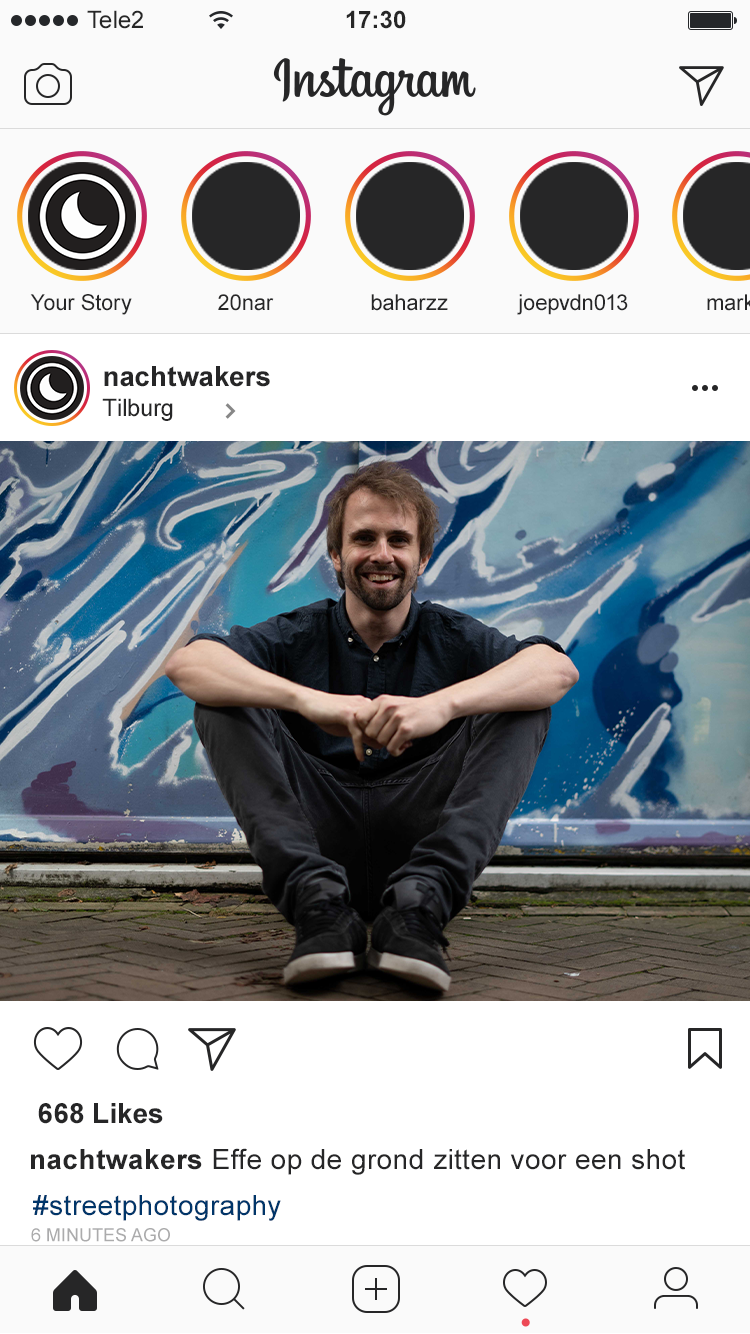 Tele2 17:30
Instagram
Your Story 20nar baharzz joepvdn013 mark
nachtwakers
Tilburg
668 Likes
nachtwakers Effe op de grond zitten voor een shot
#streetphotography
6 MINUTES AGO